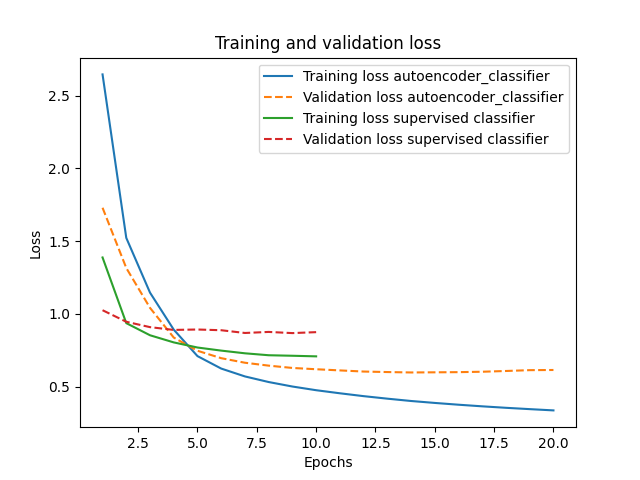 Training and validation loss
Training loss autoencoder_classifier
Validation loss autoencoder_classifier
Training loss supervised classifier
Validation loss supervised classifier
Loss
2.5
2.0
1.5
1.0
0.5
2.5 5.0 7.5 10.0 12.5 15.0 17.5 20.0
Epochs